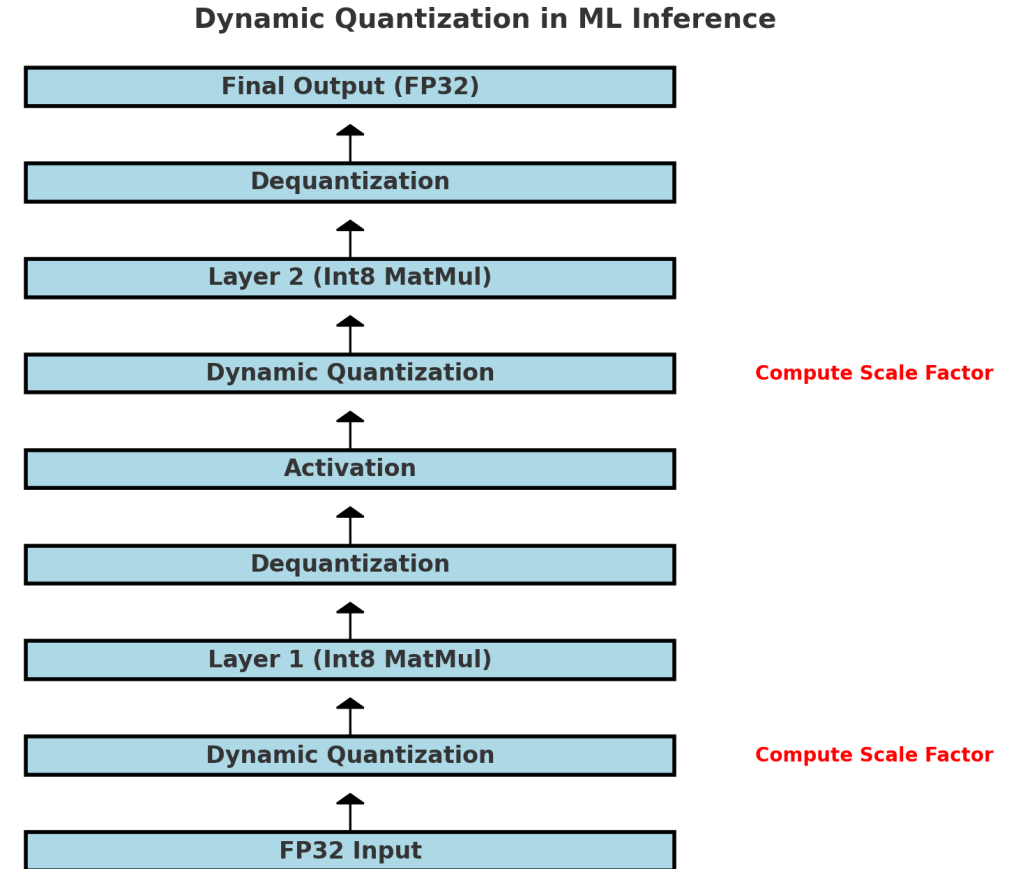 Dynamic Quantization in ML Inference
Final Output (FP32)
Dequantization
Layer 2 (Int8 MatMul)
Dynamic Quantization
Compute Scale Factor
Activation
Dequantization
Layer 1 (Int8 MatMul)
Dynamic Quantization
Compute Scale Factor
FP32 Input